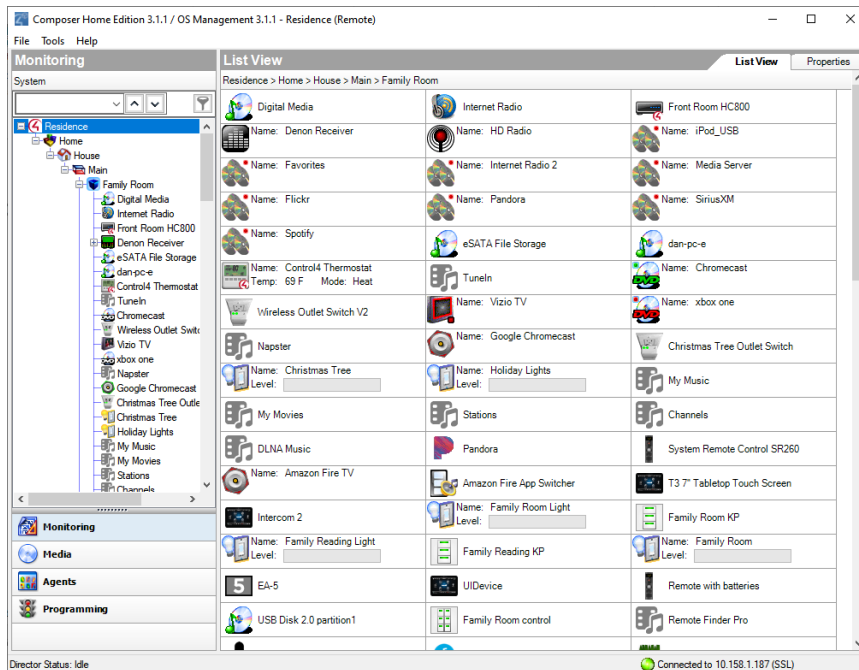 Composer Home Edition 3.1.1 / OS Management 3.1.1 - Residence (Remote)
File Tools Help
Monitoring
System
Residence
Home
House
Main
Family Room
Digital Media
Internet Radio
Front Room HC800
Denon Receiver
eSATA File Storage
dan-pc-e
Control4 Thermostat
TuneIn
Chromecast
Wireless Outlet Switc
Vizio TV
xbox one
Napster
Google Chromecast
Christmas Tree Outle
Christmas Tree
Holiday Lights
My Music
My Movies
Stations
Channels
Monitoring
Media
Agents
Programming
List View
List View Properties
Residence > Home > House > Main > Family Room
Digital Media Internet Radio Front Room HC800
Name: Denon Receiver Name: HD Radio Name: iPod_USB
Name: Favorites Name: Internet Radio 2 Name: Media Server
Name: Flickr Name: Pandora Name: SiriusXM
Name: Spotify eSATA File Storage dan-pc-e
Name: Control4 Thermostat TuneIn Name: Chromecast
Temp: 69 F Mode: Heat
Wireless Outlet Switch V2 Name: Vizio TV Name: xbox one
Napster Name: Google Chromecast Christmas Tree Outlet Switch
Name: Christmas Tree Name: Holiday Lights My Music
Level: Level:
My Movies Stations Channels
DLNA Music Pandora System Remote Control SR260
Name: Amazon Fire TV Amazon Fire App Switcher T3 7" Tabletop Touch Screen
Intercom 2 Name: Family Room Light Family Room KP
Level:
Name: Family Reading Light Family Reading KP Name: Family Room
Level: Level:
5 EA-5 UIDevice Remote with batteries
USB Disk 2.0 partition1 Family Room control Remote Finder Pro
Director Status: Idle Connected to 10.158.1.187 (SSL)